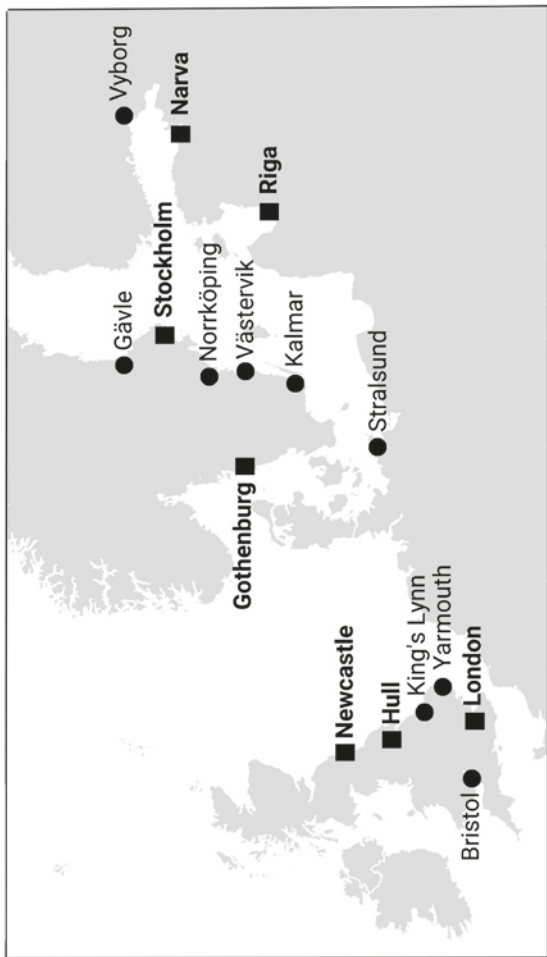 Vyborg
Narva
Riga
Gävle
Stockholm
Norrköping
Västervik
Kalmar
Stralsund
Gothenburg
Newcastle
Hull
King's Lynn
Yarmouth
London
Bristol